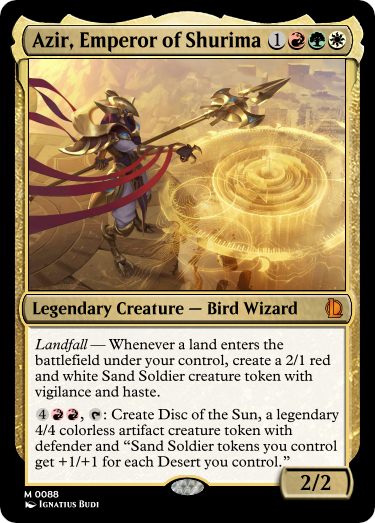 Azir, Emperor of Shurima 1
Legendary Creature — Bird Wizard
Landfall — Whenever a land enters the
battlefield under your control, create a 2/1 red
and white Sand Soldier creature token with
vigilance and haste.
4, : Create Disc of the Sun, a legendary
4/4 colorless artifact creature token with
defender and “Sand Soldier tokens you control
get +1/+1 for each Desert you control.”
2/2
M 0088
Ignatius Budi